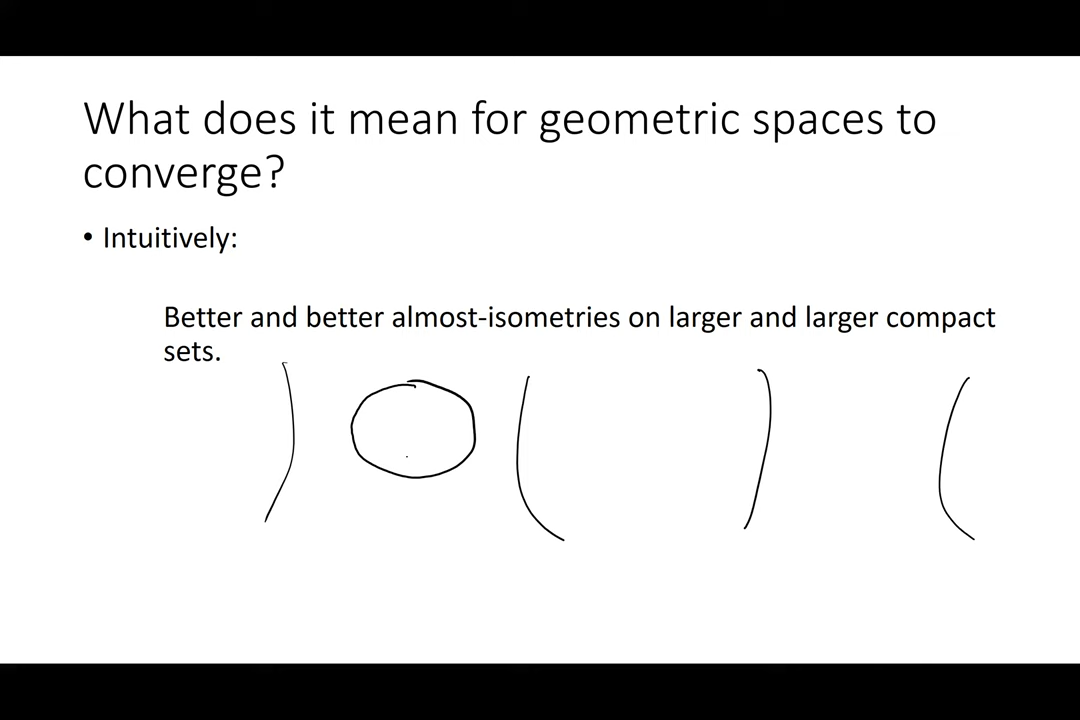 What does it mean for geometric spaces to
converge?
• Intuitively:
Better and better almost-isometries on larger and larger compact
sets.